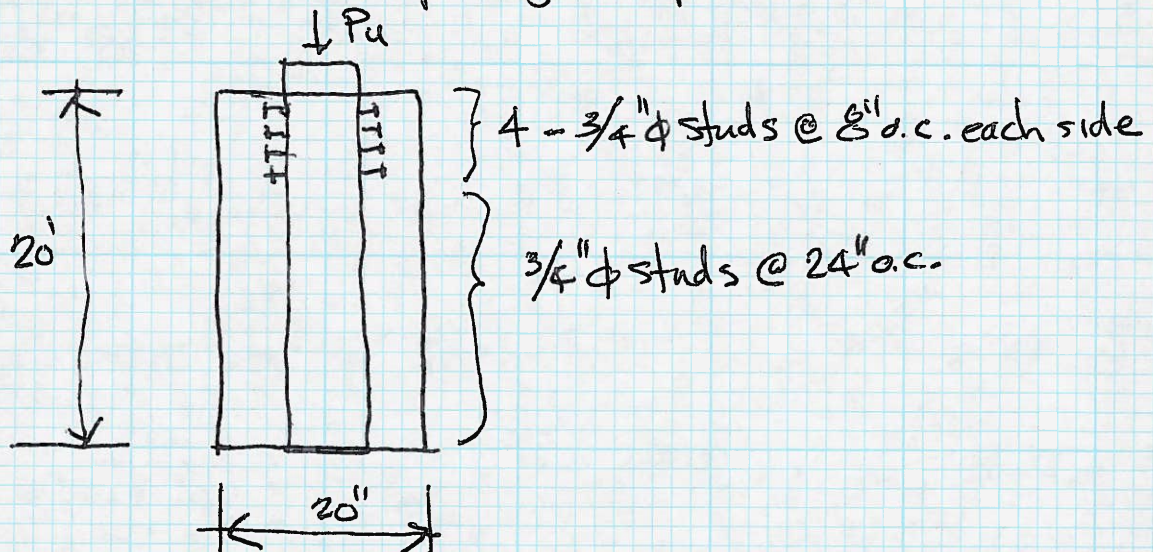 ↓ Pu
4 - 3/4"ϕ studs @ 8" o.c. each side
20'
3/4"ϕ studs @ 24" o.c.
20"